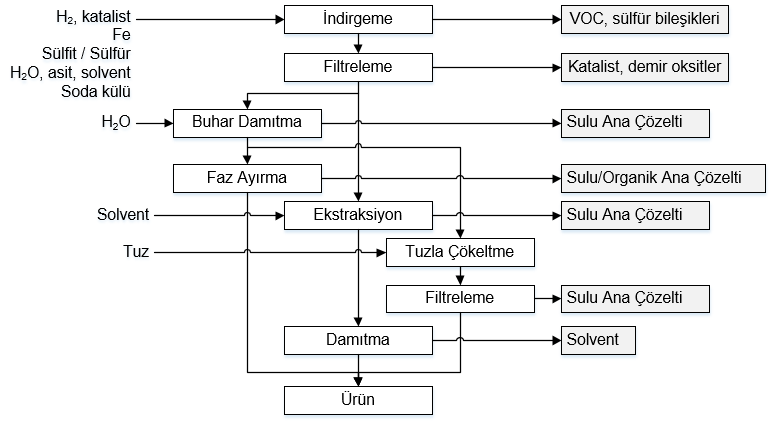 H₂, katalist
Fe
Sülfit / Sülfür
H₂O, asit, solvent
Soda külü
İndirgeme
VOC, sülfür bileşikleri
Filtreleme
Katalist, demir oksitler
H₂O
Buhar Damıtma
Sulu Ana Çözelti
Faz Ayırma
Sulu/Organik Ana Çözelti
Solvent
Ekstraksiyon
Sulu Ana Çözelti
Tuz
Tuzla Çökeltme
Filtreleme
Sulu Ana Çözelti
Damıtma
Solvent
Ürün